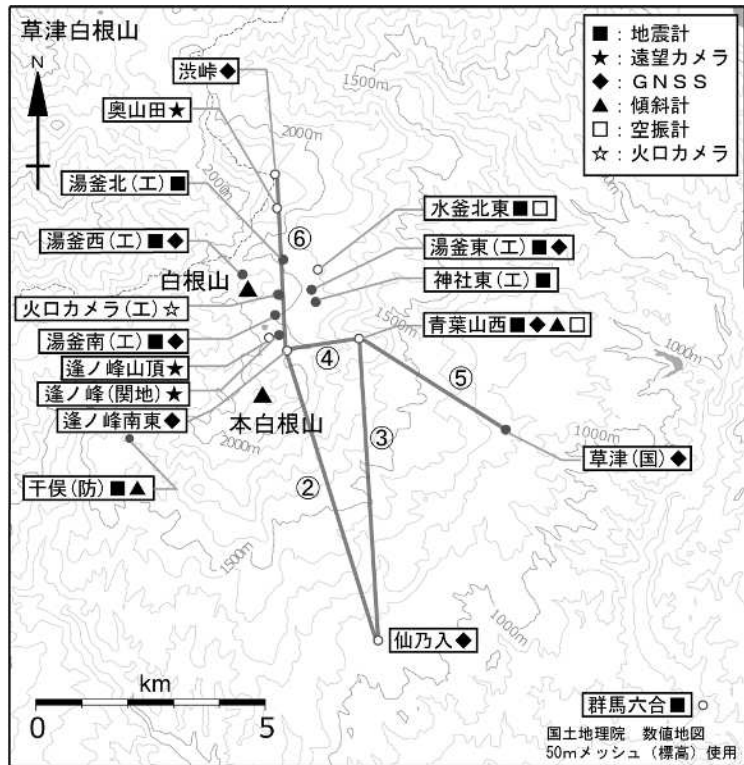 草津白根山
N
■：地震計
★：遠望カメラ
◆：ＧＮＳＳ
▲：傾斜計
□：空振計
☆：火口カメラ
渋峠◆
奥山田★
湯釜北(工)■
湯釜西(工)■◆
白根山
火口カメラ(工)☆
湯釜南(工)■◆
逢ノ峰山頂★
逢ノ峰(関地)★
逢ノ峰南東◆
本白根山
干俣(防)■▲
水釜北東■□
湯釜東(工)■◆
神社東(工)■
青葉山西■◆▲□
草津(国)◆
仙乃入◆
群馬六合■
⑥
④
⑤
③
②
1500m
2000m
2000m
1500m
1000m
1000m
2000m
1500m
1000m
km
0 5
国土地理院　数値地図
50mメッシュ（標高）使用